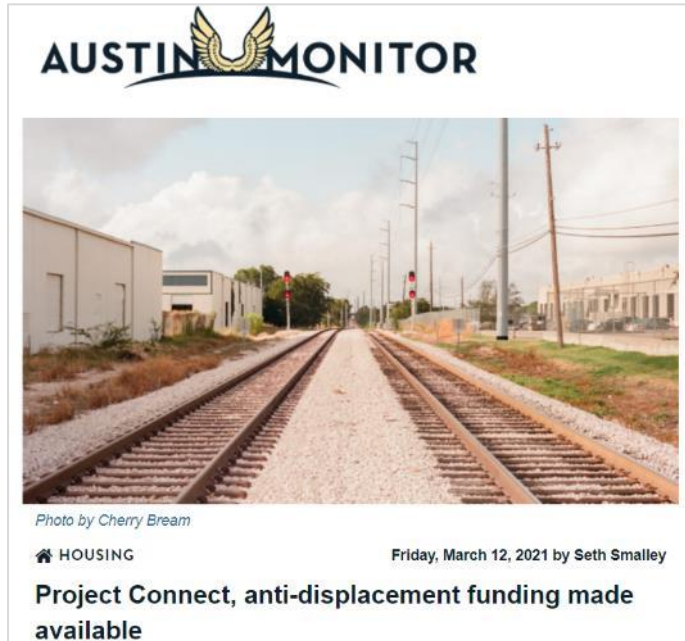 AUSTIN MONITOR
Photo by Cherry Bream
HOUSING
Friday, March 12, 2021 by Seth Smalley
Project Connect, anti-displacement funding made
available